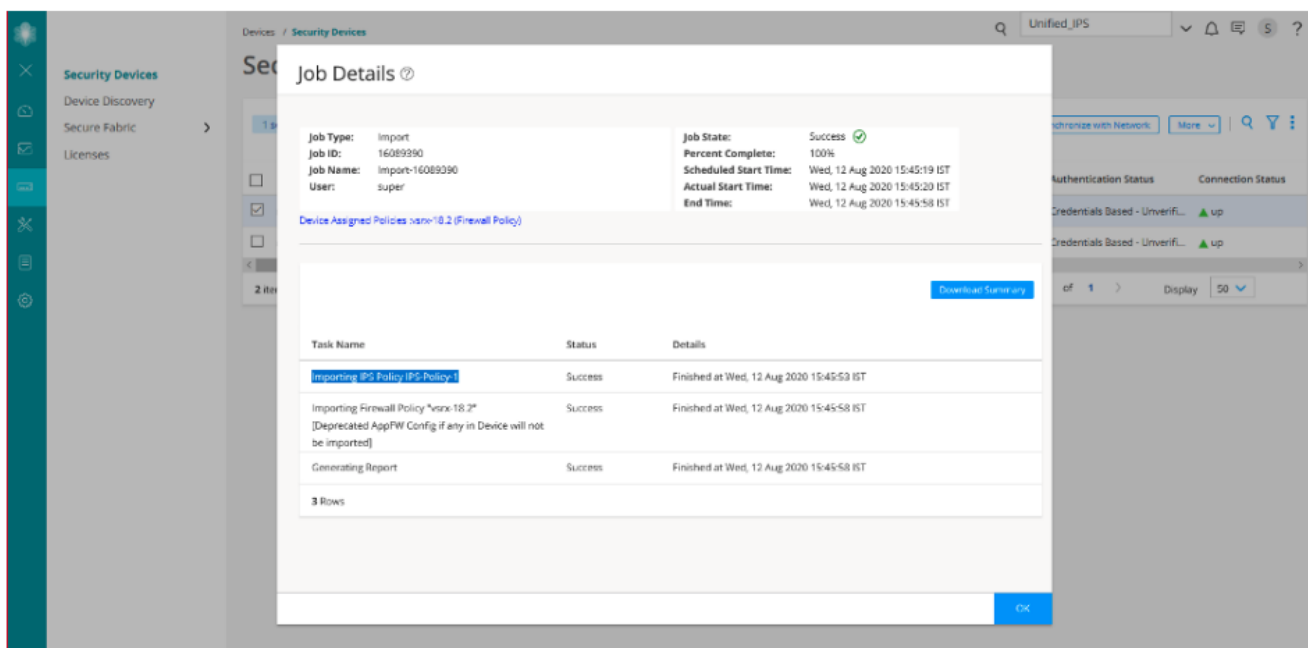 Devices / Security Devices
Unified_IPS
S
?
Security Devices
Device Discovery
Secure Fabric
Licenses
Sec
Job Details
Job Type: Import
Job ID: 16089390
Job Name: Import-16089390
User: super
Job State: Success
Percent Complete: 100%
Scheduled Start Time: Wed, 12 Aug 2020 15:45:19 IST
Actual Start Time: Wed, 12 Aug 2020 15:45:20 IST
End Time: Wed, 12 Aug 2020 15:45:58 IST
Device Assigned Policies :vsrx-18.2 (Firewall Policy)
Download Summary
Task Name Status Details
Importing IPS Policy IPS-Policy-1 Success Finished at Wed, 12 Aug 2020 15:45:53 IST
Importing Firewall Policy "vsrx-18.2" Success Finished at Wed, 12 Aug 2020 15:45:58 IST
[Deprecated AppFW Config if any in Device will not
be imported]
Generating Report Success Finished at Wed, 12 Aug 2020 15:45:58 IST
3 Rows
OK
nchronize with Network More
Authentication Status Connection Status
Credentials Based - Unverifi... up
Credentials Based - Unverifi... up
2 ite
of 1 > Display 50